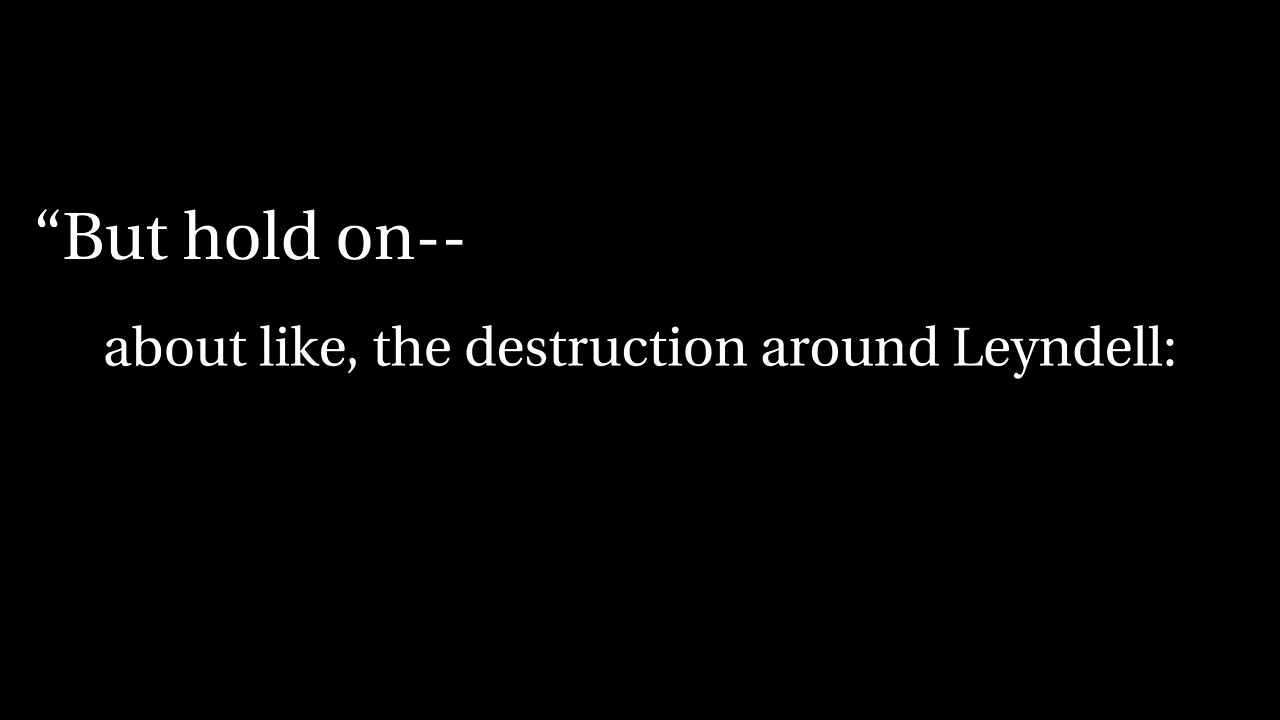 “But hold on--
about like, the destruction around Leyndell: